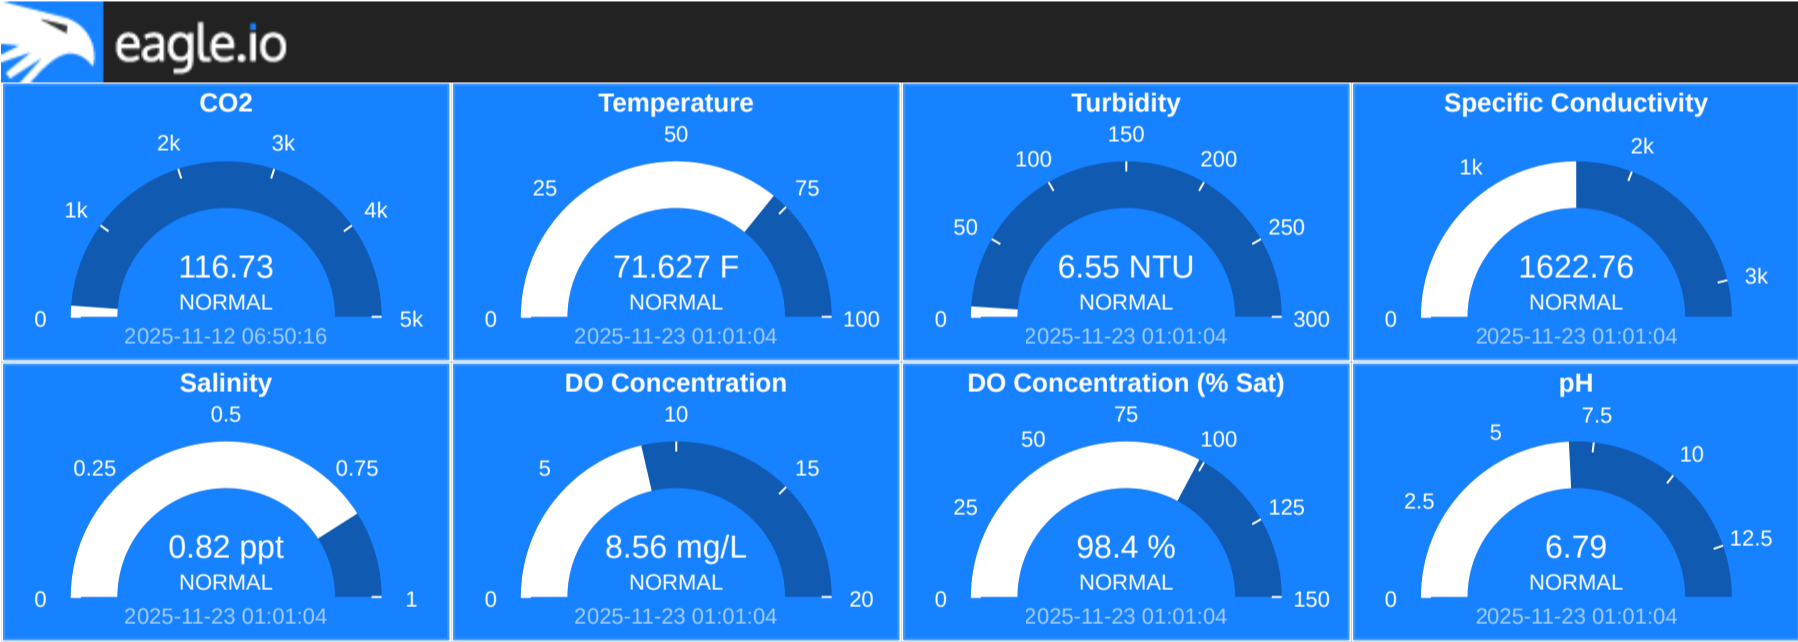 eagle.io
CO2
0
1k
2k
3k
4k
5k
116.73
NORMAL
2025-11-12 06:50:16
Temperature
0
25
50
75
100
71.627 F
NORMAL
2025-11-23 01:01:04
Turbidity
0
50
100
150
200
250
300
6.55 NTU
NORMAL
2025-11-23 01:01:04
Specific Conductivity
0
1k
2k
3k
1622.76
NORMAL
2025-11-23 01:01:04
Salinity
0
0.25
0.5
0.75
1
0.82 ppt
NORMAL
2025-11-23 01:01:04
DO Concentration
0
5
10
15
20
8.56 mg/L
NORMAL
2025-11-23 01:01:04
DO Concentration (% Sat)
0
25
50
75
100
125
150
98.4 %
NORMAL
2025-11-23 01:01:04
pH
0
2.5
5
7.5
10
12.5
6.79
NORMAL
2025-11-23 01:01:04